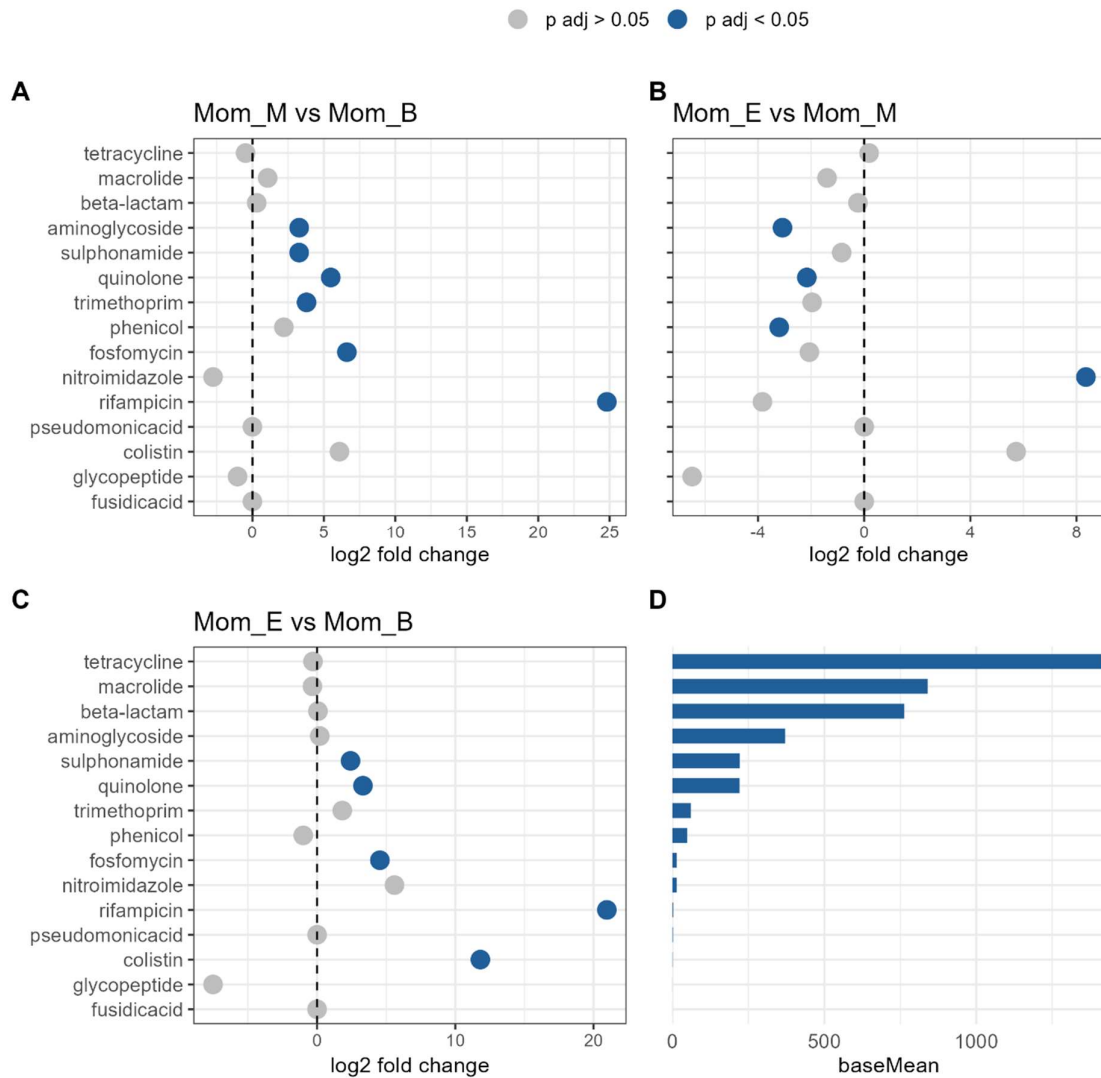 p adj > 0.05 p adj < 0.05
A
Mom_M vs Mom_B
tetracycline
macrolide
beta-lactam
aminoglycoside
sulphonamide
quinolone
trimethoprim
phenicol
fosfomycin
nitroimidazole
rifampicin
pseudomonicacid
colistin
glycopeptide
fusidicacid
0 5 10 15 20 25
log2 fold change
B
Mom_E vs Mom_M
-4 0 4 8
log2 fold change
C
Mom_E vs Mom_B
tetracycline
macrolide
beta-lactam
aminoglycoside
sulphonamide
quinolone
trimethoprim
phenicol
fosfomycin
nitroimidazole
rifampicin
pseudomonicacid
colistin
glycopeptide
fusidicacid
0 10 20
log2 fold change
D
0 500 1000
baseMean